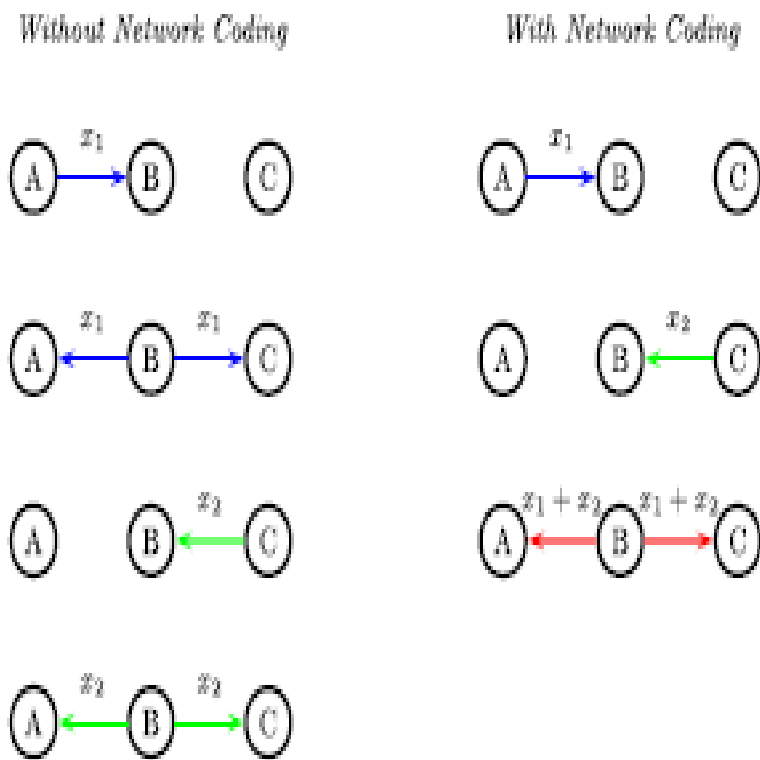 Without Network Coding
With Network Coding
x₁
A B C
x₁
A B C
x₁ x₁
A B C
x₂
A B C
x₂
A B C
x₁ + x₂ x₁ + x₂
A B C
x₂ x₂
A B C